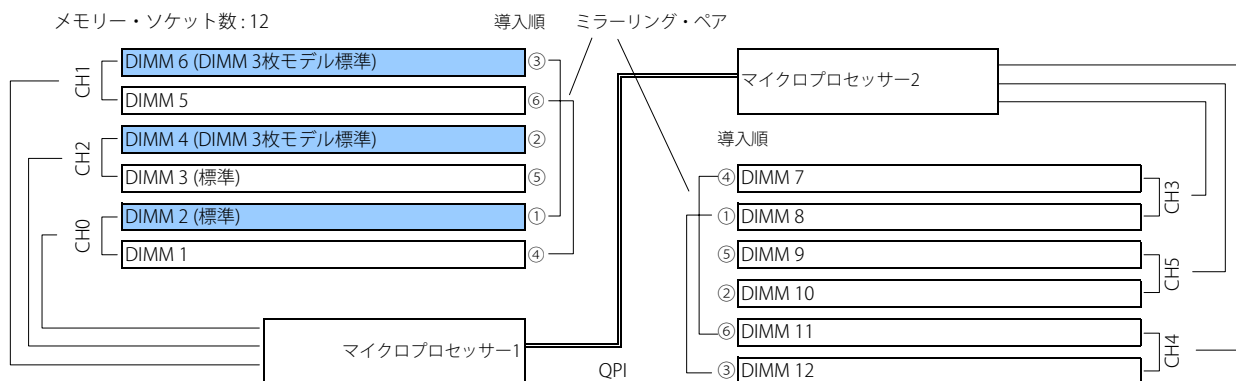 メモリー・ソケット数 : 12
導入順
ミラーリング・ペア
CH1
DIMM 6 (DIMM 3枚モデル標準)
③
DIMM 5
⑥
CH2
DIMM 4 (DIMM 3枚モデル標準)
②
DIMM 3 (標準)
⑤
CH0
DIMM 2 (標準)
①
DIMM 1
④
マイクロプロセッサー1
QPI
マイクロプロセッサー2
導入順
④
DIMM 7
①
DIMM 8
CH3
⑤
DIMM 9
②
DIMM 10
CH5
⑥
DIMM 11
③
DIMM 12
CH4